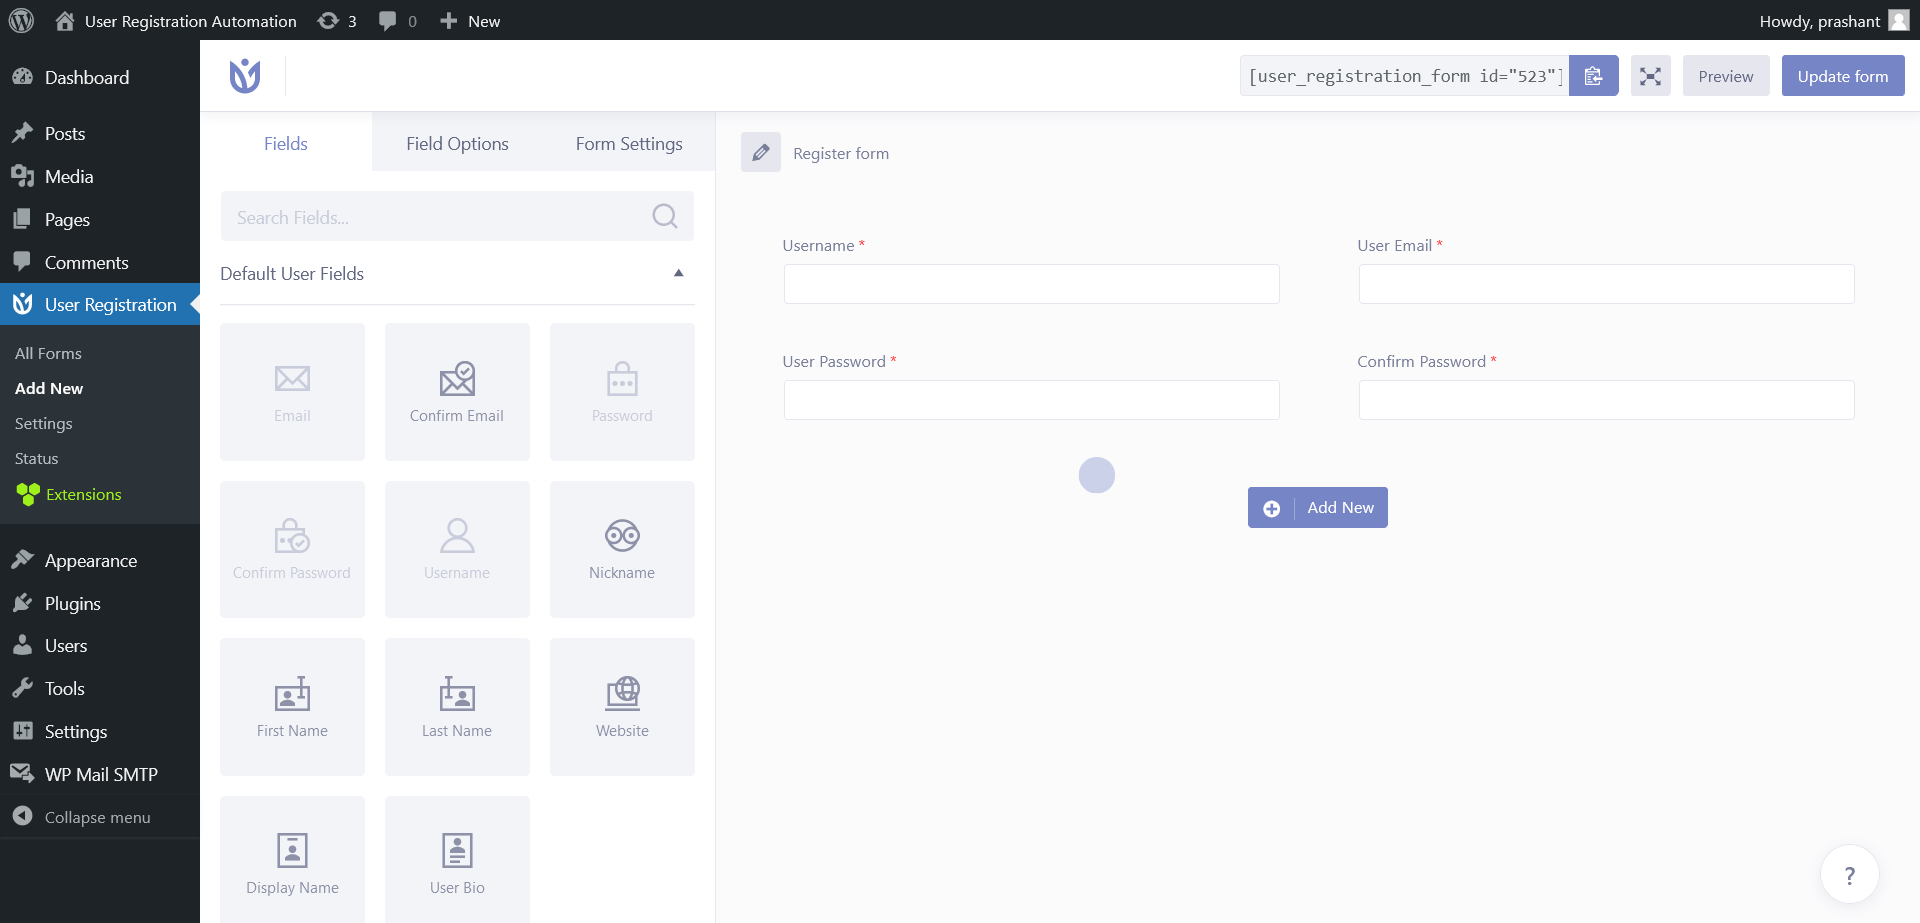 User Registration Automation 3 0 New Howdy, prashant
Dashboard
Posts
Media
Pages
Comments
User Registration
All Forms
Add New
Settings
Status
Extensions
Appearance
Plugins
Users
Tools
Settings
WP Mail SMTP
Collapse menu
[user_registration_form id="523"] Preview Update form
Fields Field Options Form Settings
Search Fields...
Default User Fields
Email Confirm Email Password
Confirm Password Username Nickname
First Name Last Name Website
Display Name User Bio
Register form
Username * User Email *
User Password * Confirm Password *
Add New
?